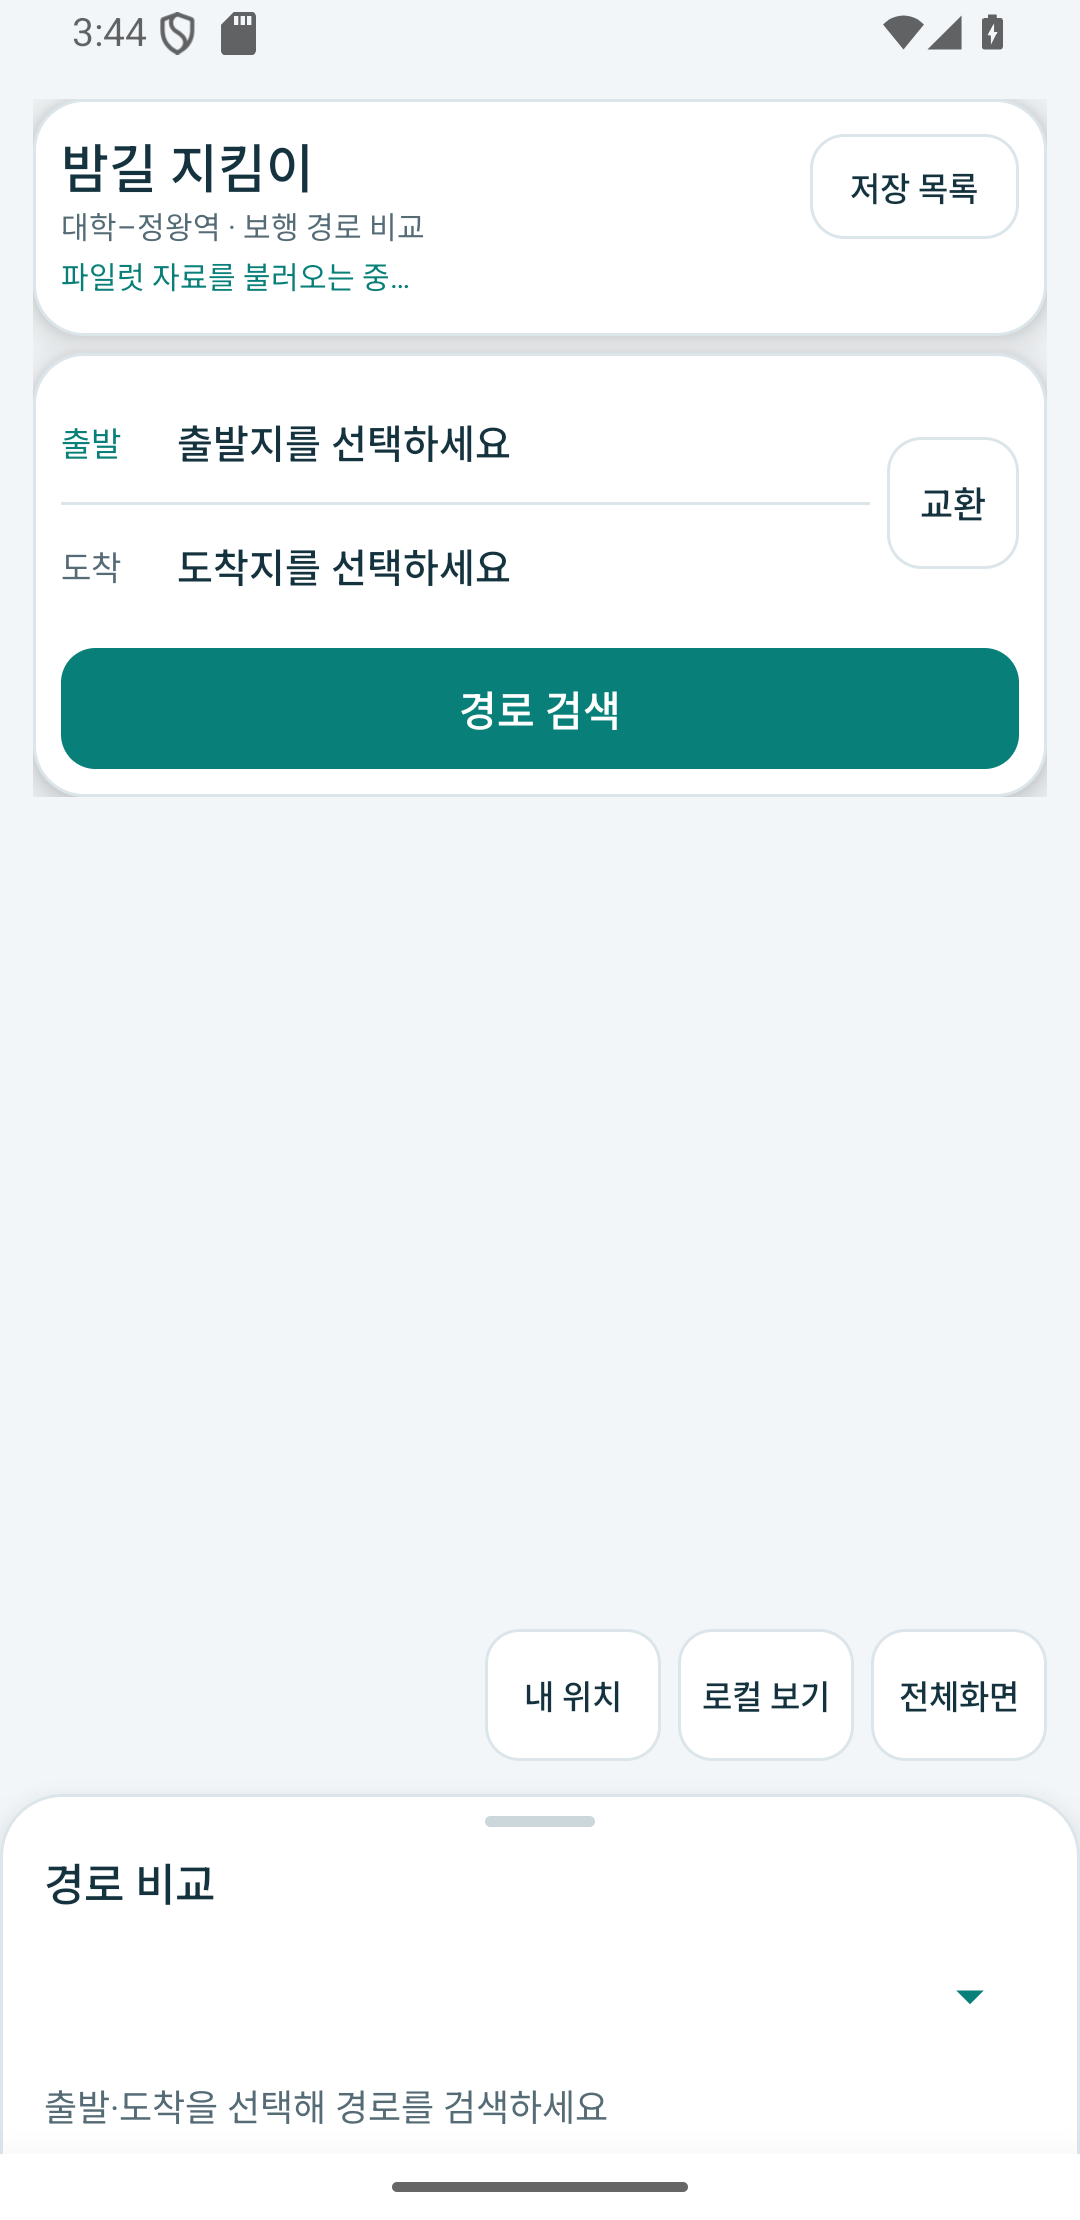 3:44
밤길 지킴이
저장 목록
대학–정왕역 · 보행 경로 비교
파일럿 자료를 불러오는 중…
출발 출발지를 선택하세요
교환
도착 도착지를 선택하세요
경로 검색
내 위치 로컬 보기 전체화면
경로 비교
출발·도착을 선택해 경로를 검색하세요